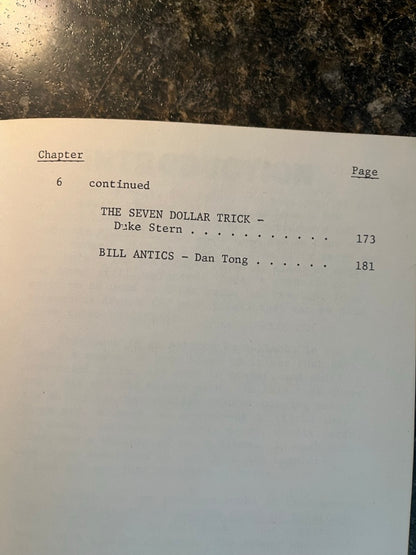 Chapter Page
6 continued
THE SEVEN DOLLAR TRICK -
Duke Stern . . . . . . . . . . . 173
BILL ANTICS - Dan Tong . . . . . . 181